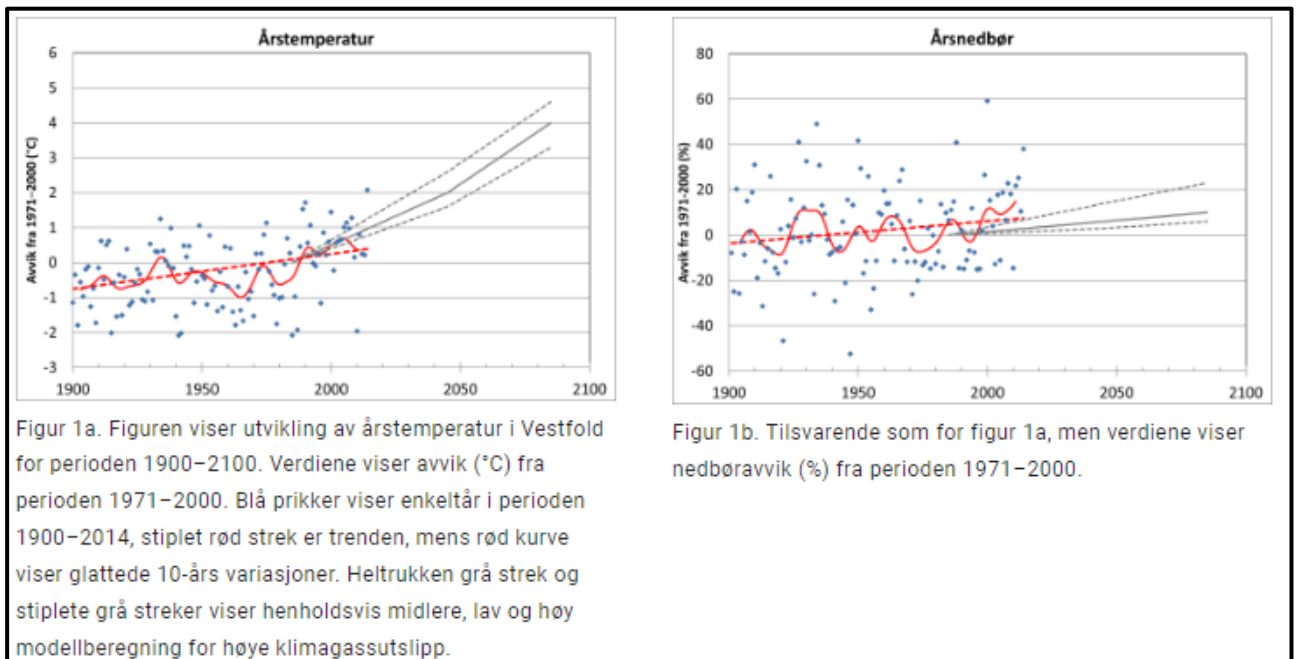 Årstemperatur
6
5
4
3
2
1
0
-1
-2
-3
Avvik fra 1971–2000 (°C)
1900 1950 2000 2050 2100
Figur 1a. Figuren viser utvikling av årstemperatur i Vestfold
for perioden 1900–2100. Verdiene viser avvik (°C) fra
perioden 1971–2000. Blå prikker viser enkeltår i perioden
1900–2014, stiplet rød strek er trenden, mens rød kurve
viser glattede 10-års variasjoner. Heltrukken grå strek og
stiplete grå streker viser henholdsvis midlere, lav og høy
modellberegning for høye klimagassutslipp.
Årsnedbør
80
60
40
20
0
-20
-40
-60
Avvik fra 1971-2000 (%)
1900 1950 2000 2050 2100
Figur 1b. Tilsvarende som for figur 1a, men verdiene viser
nedbøravvik (%) fra perioden 1971–2000.